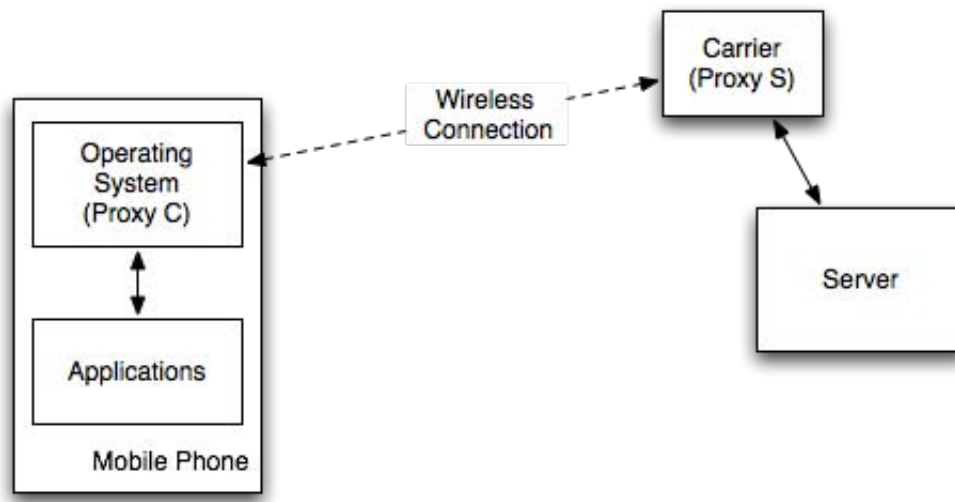 Carrier
(Proxy S)
Wireless
Connection
Operating
System
(Proxy C)
Server
Applications
Mobile Phone